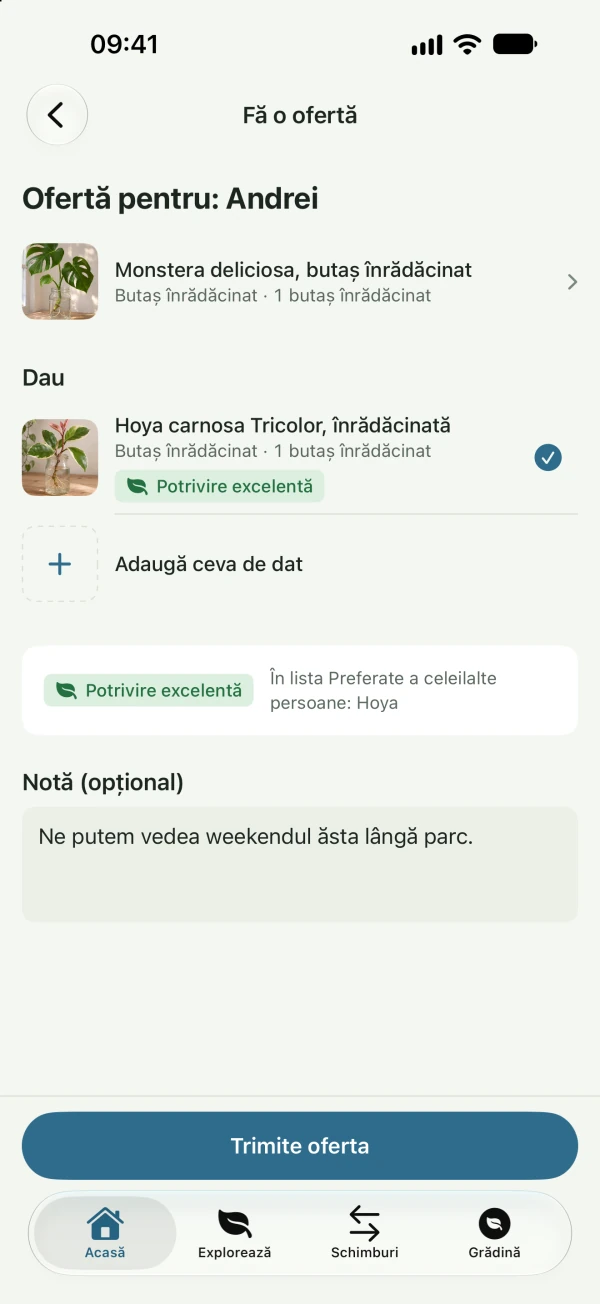 09:41
Fă o ofertă
Ofertă pentru: Andrei
Monstera deliciosa, butaș înrădăcinat
Butaș înrădăcinat · 1 butaș înrădăcinat
Dau
Hoya carnosa Tricolor, înrădăcinată
Butaș înrădăcinat · 1 butaș înrădăcinat
Potrivire excelentă
Adaugă ceva de dat
Potrivire excelentă
În lista Preferate a celeilalte
persoane: Hoya
Notă (opțional)
Ne putem vedea weekendul ăsta lângă parc.
Trimite oferta
Acasă
Explorează
Schimburi
Grădină